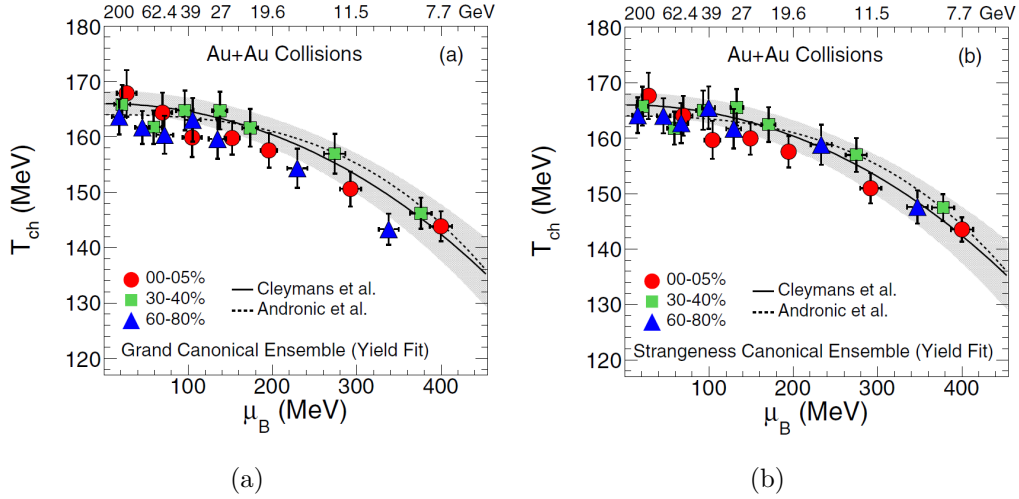 200 62.4 39 27 19.6 11.5 7.7 GeV
Au+Au Collisions (a)
180
170
160
150
140
130
120
T_ch (MeV)
00-05%
30-40%
60-80%
Cleymans et al.
Andronic et al.
Grand Canonical Ensemble (Yield Fit)
100 200 300 400
μ_B (MeV)
(a)
200 62.4 39 27 19.6 11.5 7.7 GeV
Au+Au Collisions (b)
180
170
160
150
140
130
120
T_ch (MeV)
00-05%
30-40%
60-80%
Cleymans et al.
Andronic et al.
Strangeness Canonical Ensemble (Yield Fit)
100 200 300 400
μ_B (MeV)
(b)